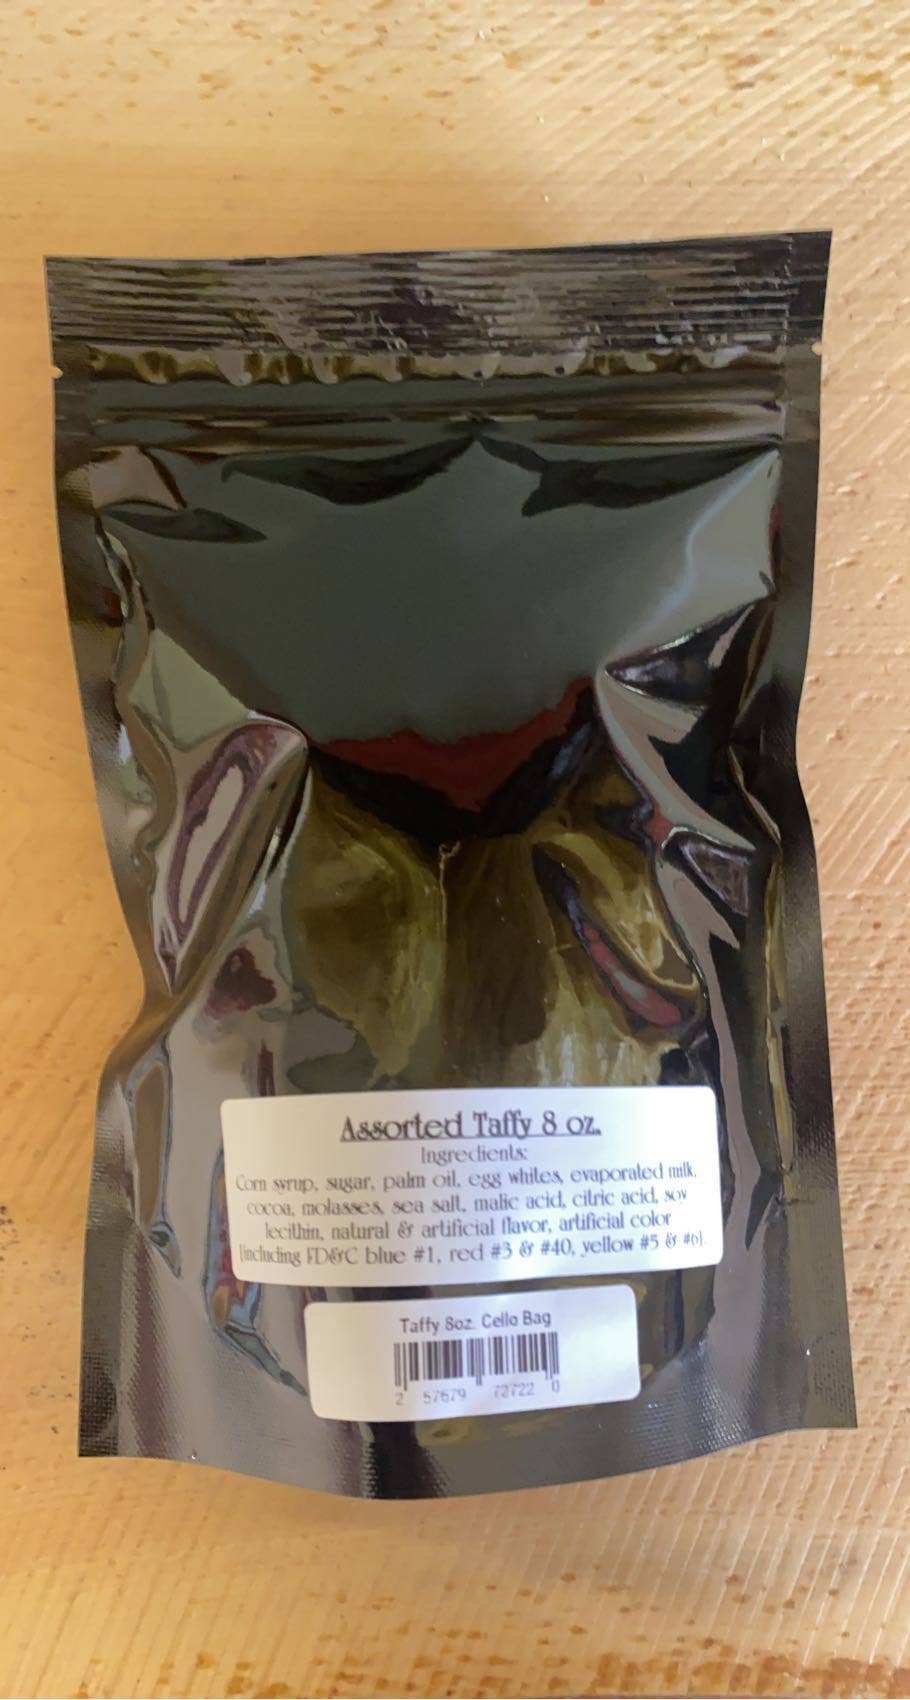 Assorted Taffy 8 oz.
Ingredients:
Corn syrup, sugar, palm oil, egg whites, evaporated milk,
cocoa, molasses, sea salt, malic acid, citric acid, soy
lecithin, natural & artificial flavor, artificial color
[including FD&C blue #1, red #3 & #40, yellow #5 & #6].
Taffy 8oz. Cello Bag
2 57679 72722 0